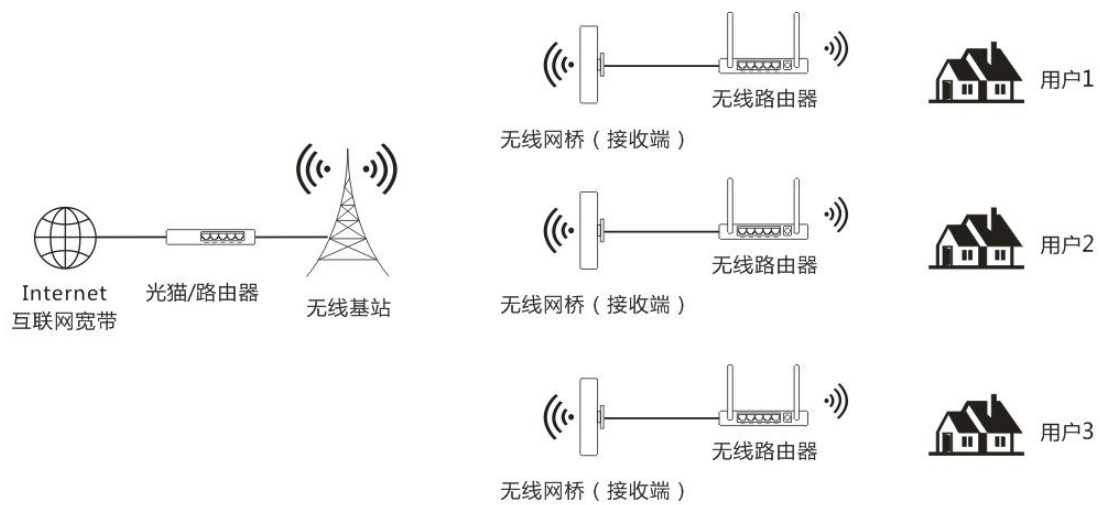 Internet
互联网宽带
光猫/路由器
无线基站
无线路由器
无线网桥（接收端）
用户1
无线路由器
无线网桥（接收端）
用户2
无线路由器
无线网桥（接收端）
用户3